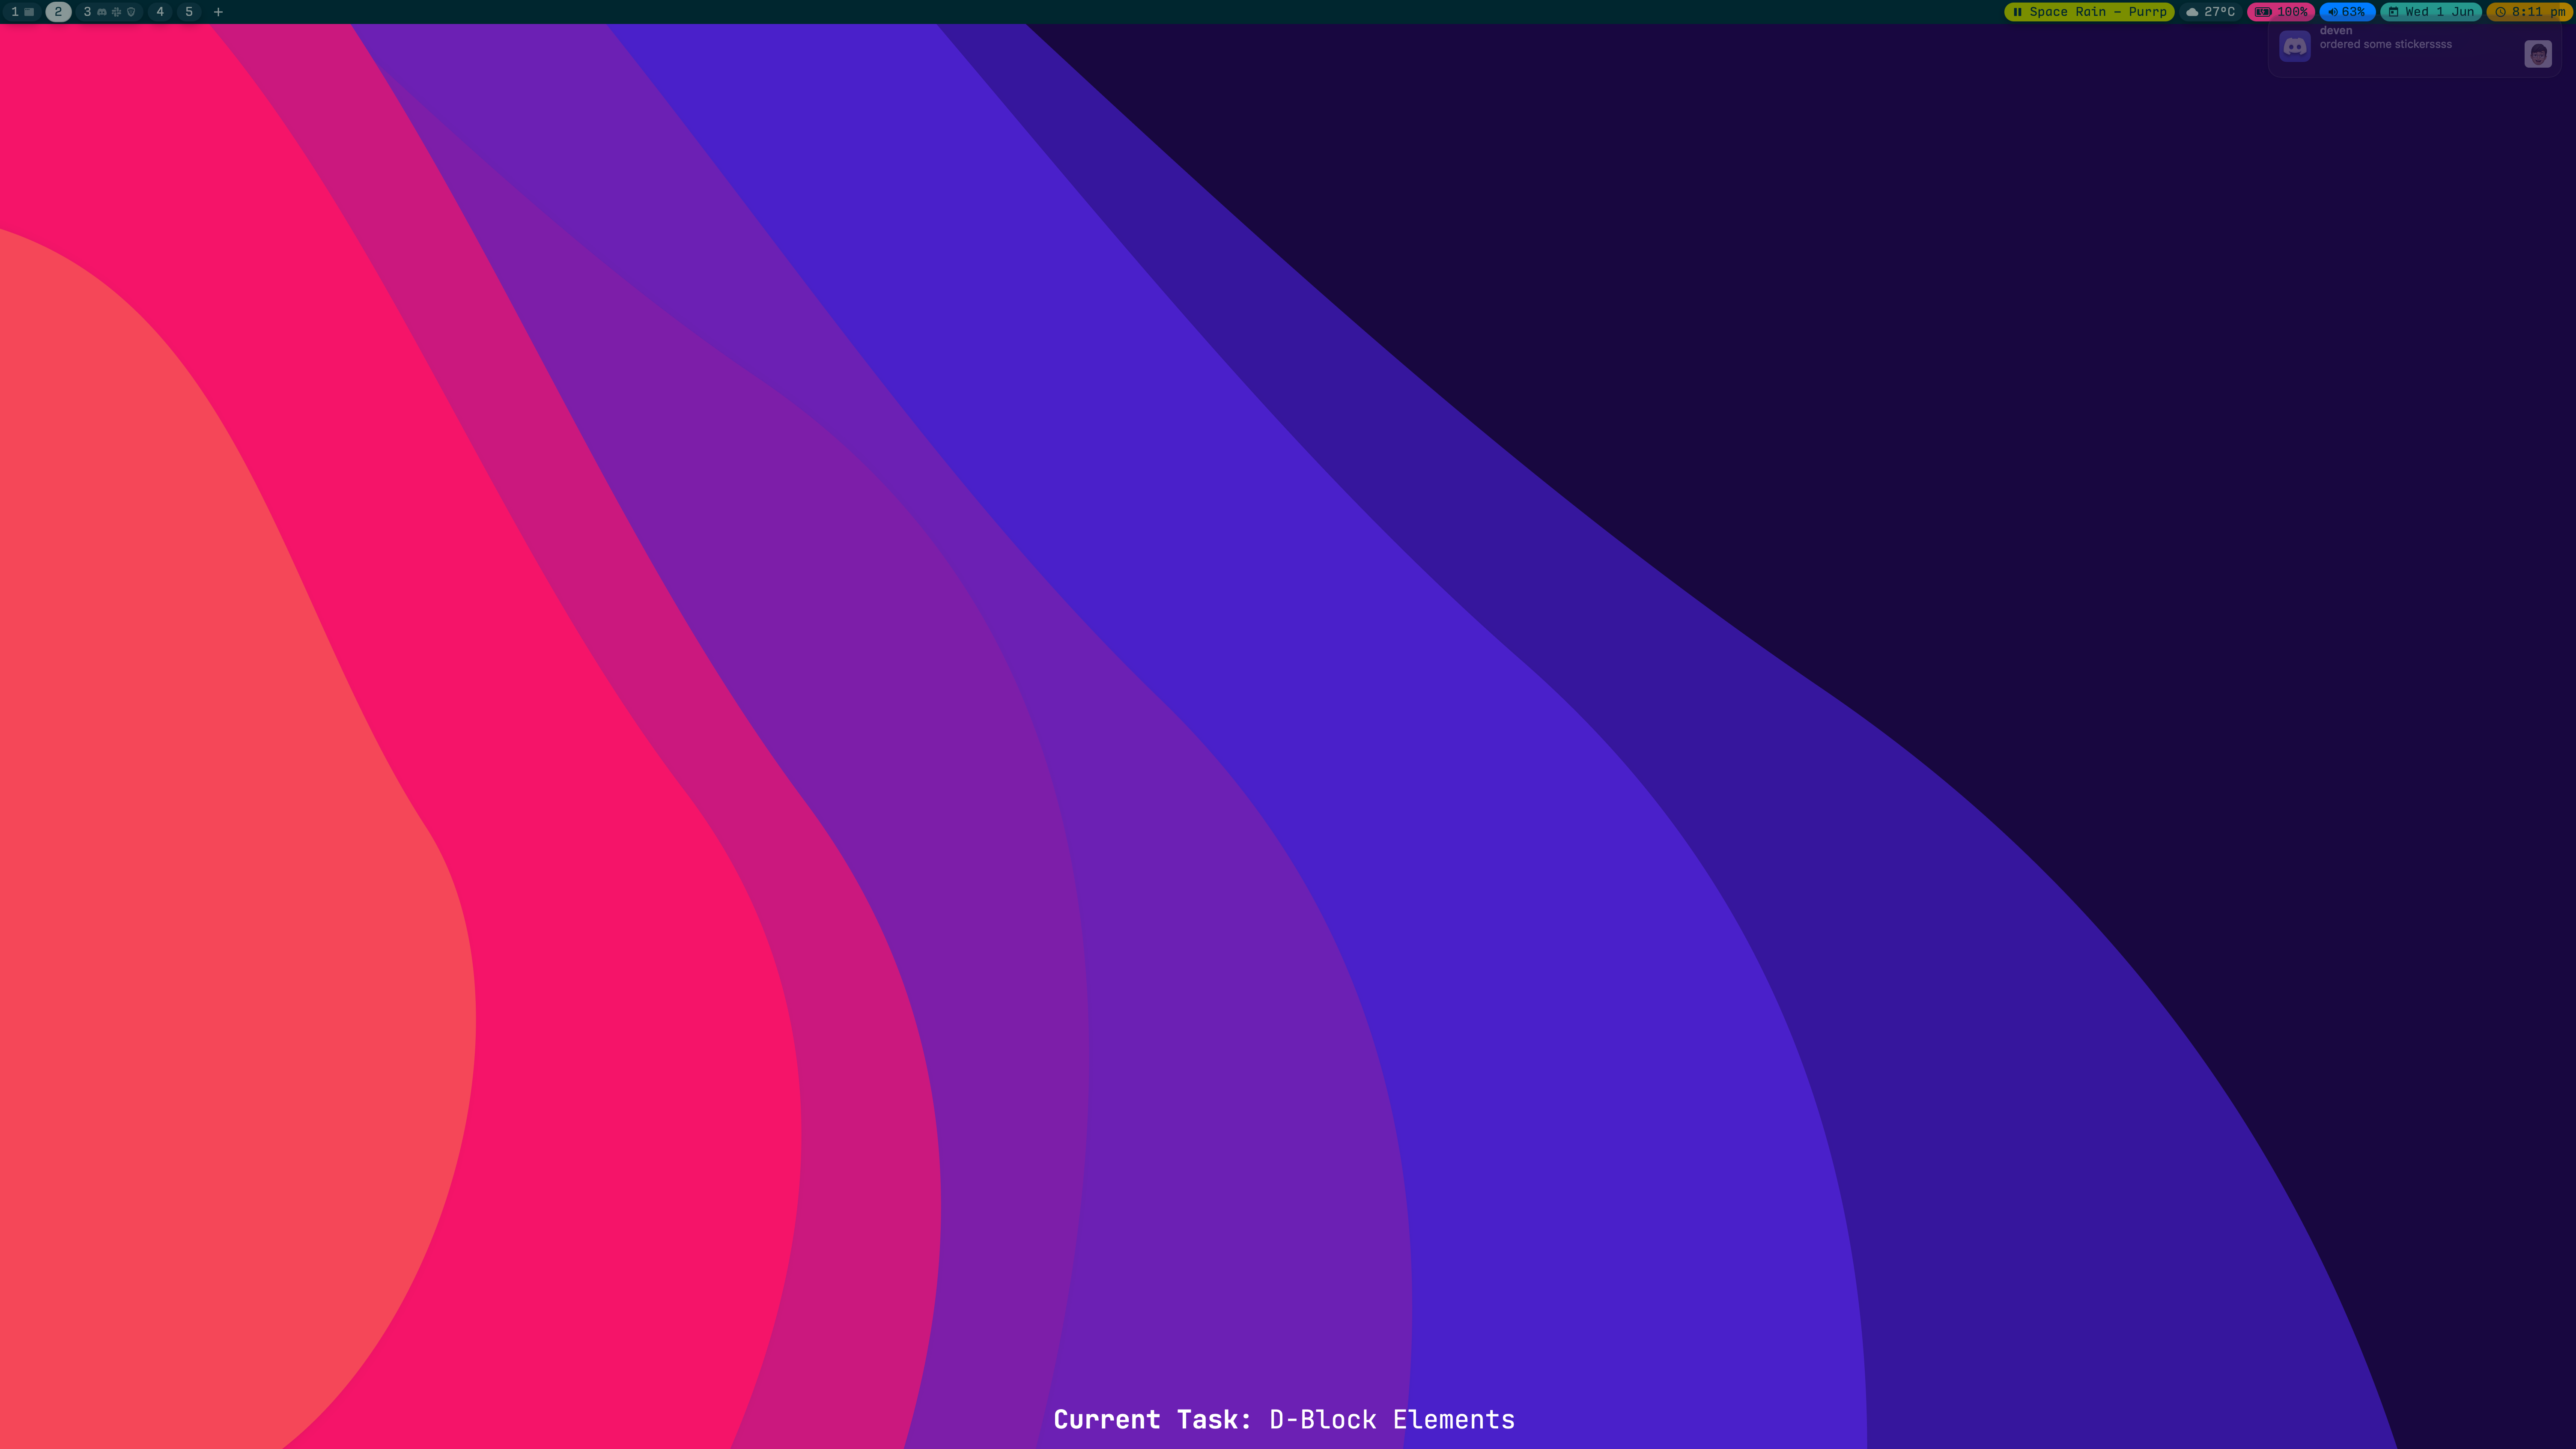 1 2 3 4 5 +
Space Rain - Purrp 27°C 100% 63% Wed 1 Jun 8:11 pm
deven
ordered some stickerssss
Current Task: D-Block Elements